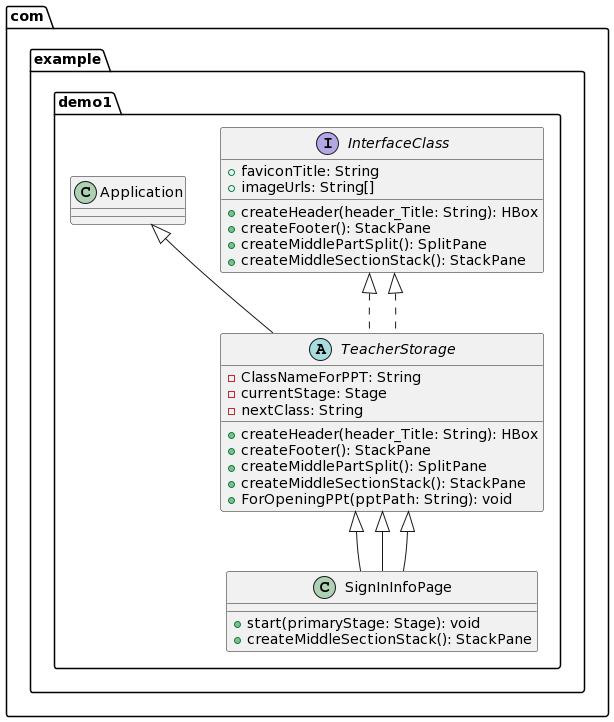 com
example
demo1
I InterfaceClass
faviconTitle: String
imageUrls: String[]
createHeader(header_Title: String): HBox
createFooter(): StackPane
createMiddlePartSplit(): SplitPane
createMiddleSectionStack(): StackPane
C Application
A TeacherStorage
ClassNameForPPT: String
currentStage: Stage
nextClass: String
createHeader(header_Title: String): HBox
createFooter(): StackPane
createMiddlePartSplit(): SplitPane
createMiddleSectionStack(): StackPane
ForOpeningPPt(pptPath: String): void
C SignInInfoPage
start(primaryStage: Stage): void
createMiddleSectionStack(): StackPane